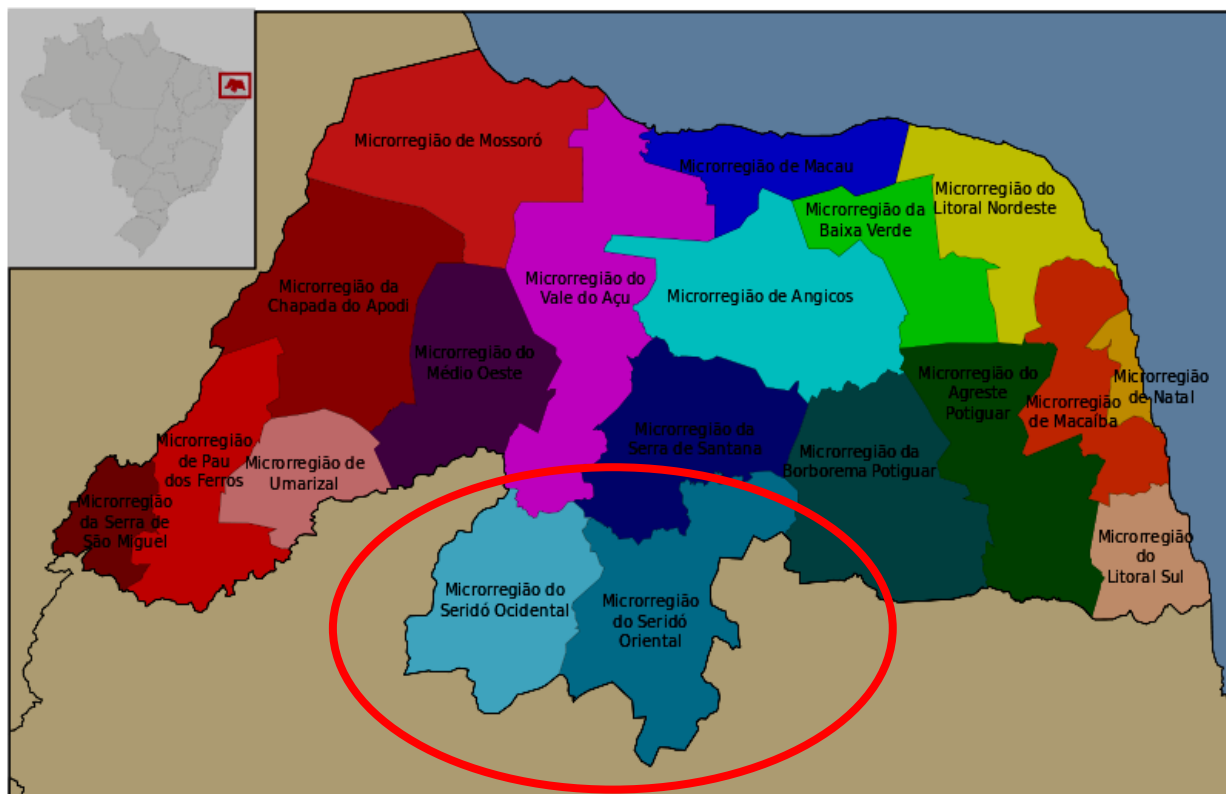 Microrregião de Mossoró
Microrregião de Macau
Microrregião do
Litoral Nordeste
Microrregião da
Baixa Verde
Microrregião da
Chapada do Apodi
Microrregião do
Vale do Açu
Microrregião de Angicos
Microrregião do
Médio Oeste
Microrregião do
Agreste
Potiguar
Microrregião
de Natal
Microrregião
de Macaíba
Microrregião
de Pau
dos Ferros
Microrregião de
Umarizal
Microrregião da
Serra de Santana
Microrregião da
Borborema Potiguar
Microrregião
da Serra de
São Miguel
Microrregião
do
Litoral Sul
Microrregião do
Seridó Ocidental
Microrregião
do Seridó
Oriental